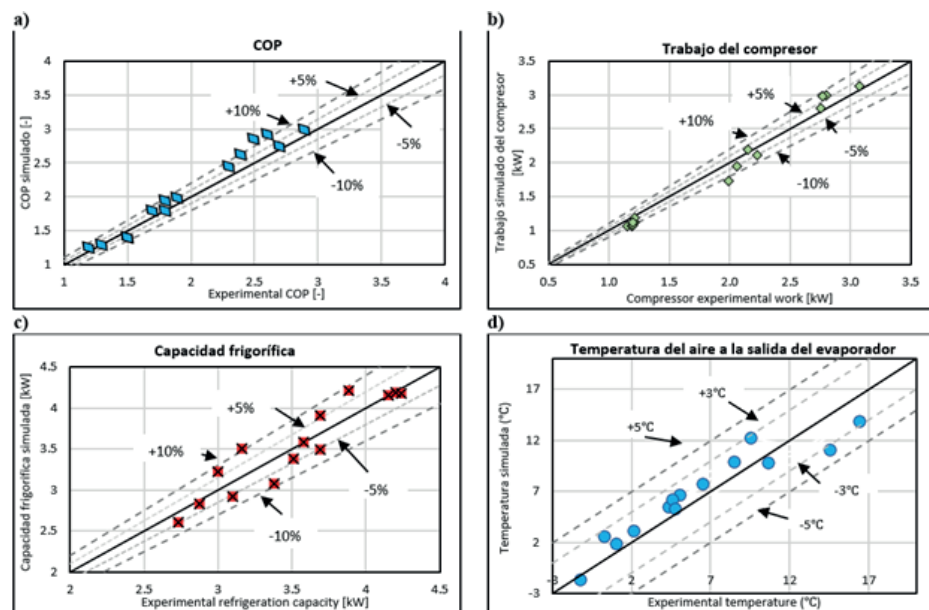 a)
COP
4
3.5
3
2.5
2
1.5
1
COP simulado [-]
+5%
+10%
-5%
-10%
1
1.5
2
2.5
3
3.5
4
Experimental COP [-]
b)
Trabajo del compresor
3.5
3.0
2.5
2.0
1.5
1.0
0.5
Trabajo simulado del compresor
[kW]
+5%
+10%
-5%
-10%
0.5
1.0
1.5
2.0
2.5
3.0
3.5
Compressor experimental work [kW]
c)
Capacidad frigorífica
4.5
4
3.5
3
2.5
2
Capacidad frigorífica simulada [kW]
+5%
+10%
-5%
-10%
2
2.5
3
3.5
4
4.5
Experimental refrigeration capacity [kW]
d)
Temperatura del aire a la salida del evaporador
17
12
7
2
-3
Temperatura simulada (°C)
+3°C
+5°C
-3°C
-5°C
-3
2
7
12
17
Experimental temperature (°C)